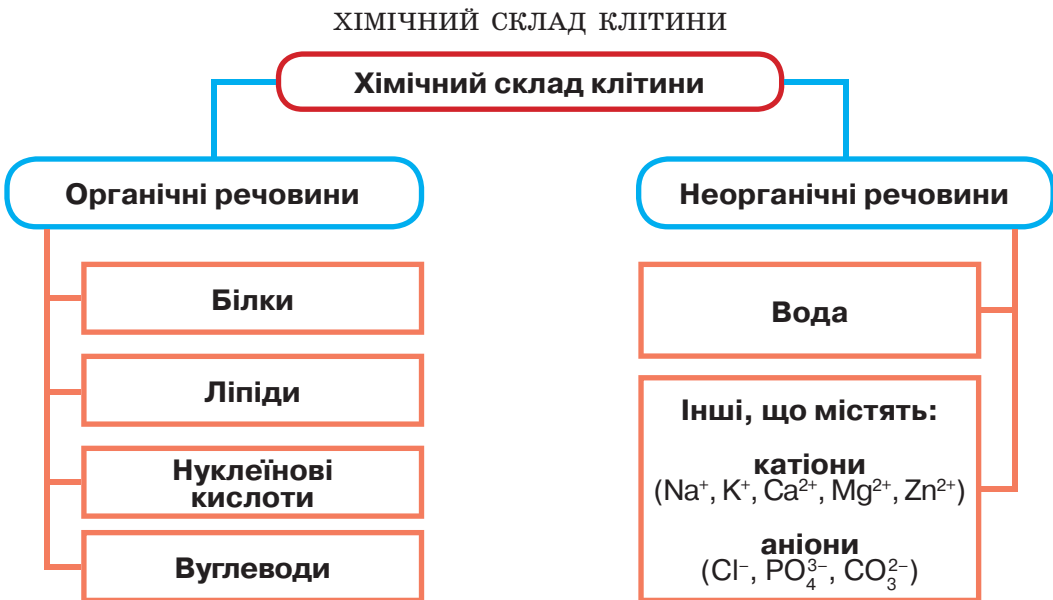 ХІМІЧНИЙ СКЛАД КЛІТИНИ
Хімічний склад клітини
Органічні речовини
Білки
Ліпіди
Нуклеїнові
кислоти
Вуглеводи
Неорганічні речовини
Вода
Інші, що містять:
катіони
(Na⁺, K⁺, Ca²⁺, Mg²⁺, Zn²⁺)
аніони
(Cl⁻, PO₄³⁻, CO₃²⁻)